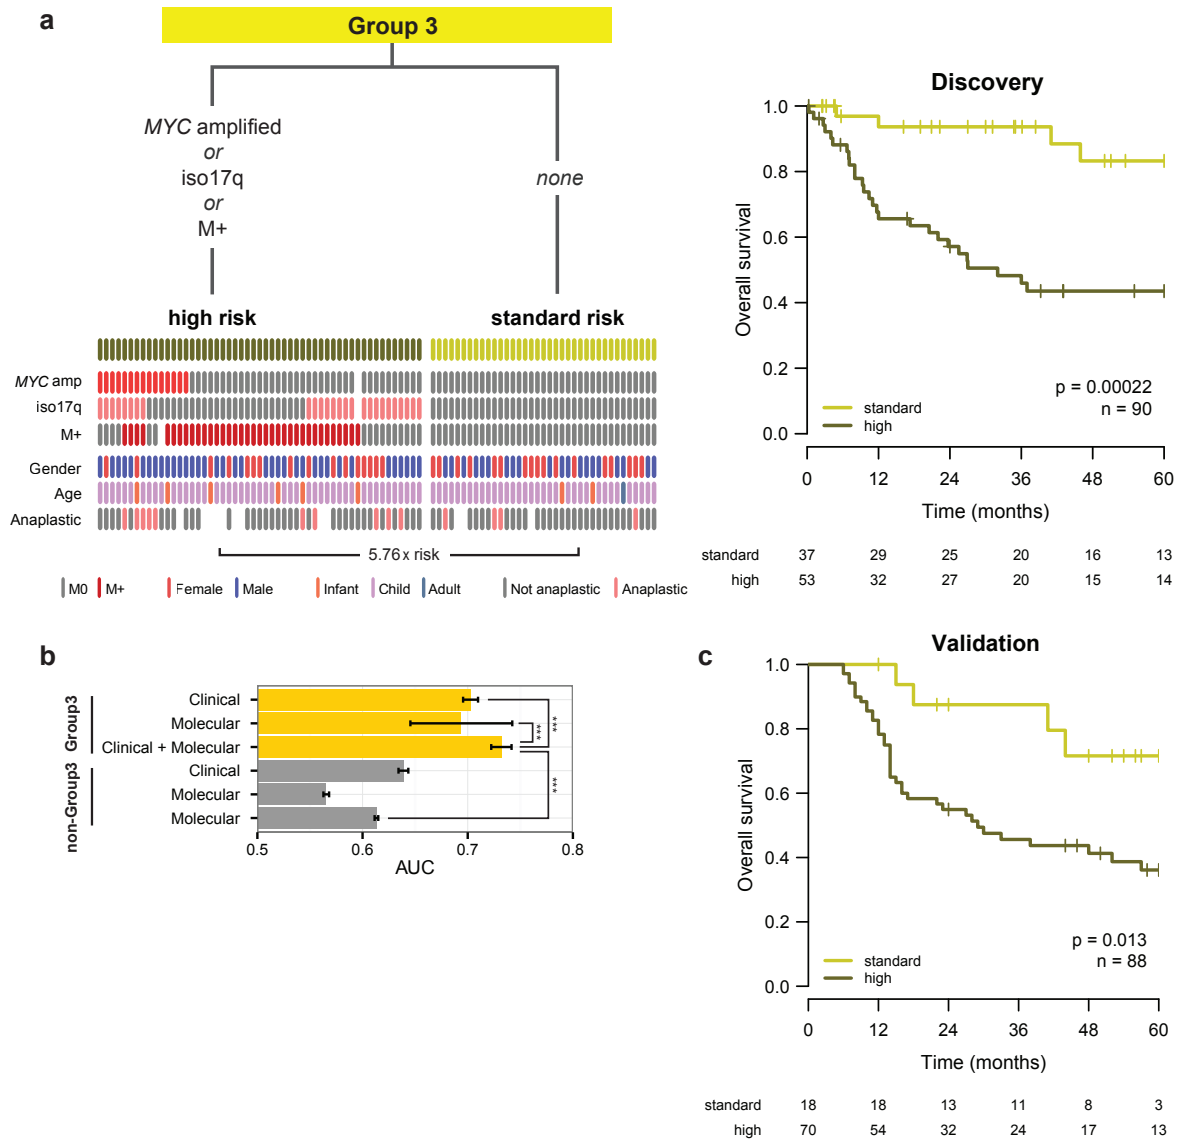 a
Group 3
MYC amplified
or
iso17q
or
M+
none
high risk
standard risk
MYC amp
iso17q
M+
Gender
Age
Anaplastic
5.76x risk
M0 M+ Female Male Infant Child Adult Not anaplastic Anaplastic
Discovery
Overall survival
1.0
0.8
0.6
0.4
0.2
0.0
p = 0.00022
n = 90
standard
high
0 12 24 36 48 60
Time (months)
standard 37 29 25 20 16 13
high 53 32 27 20 15 14
b
Group3
Clinical
Molecular
Clinical + Molecular
non-Group3
Clinical
Molecular
Molecular
***
***
***
0.5 0.6 0.7 0.8
AUC
c
Validation
Overall survival
1.0
0.8
0.6
0.4
0.2
0.0
p = 0.013
n = 88
standard
high
0 12 24 36 48 60
Time (months)
standard 18 18 13 11 8 3
high 70 54 32 24 17 13